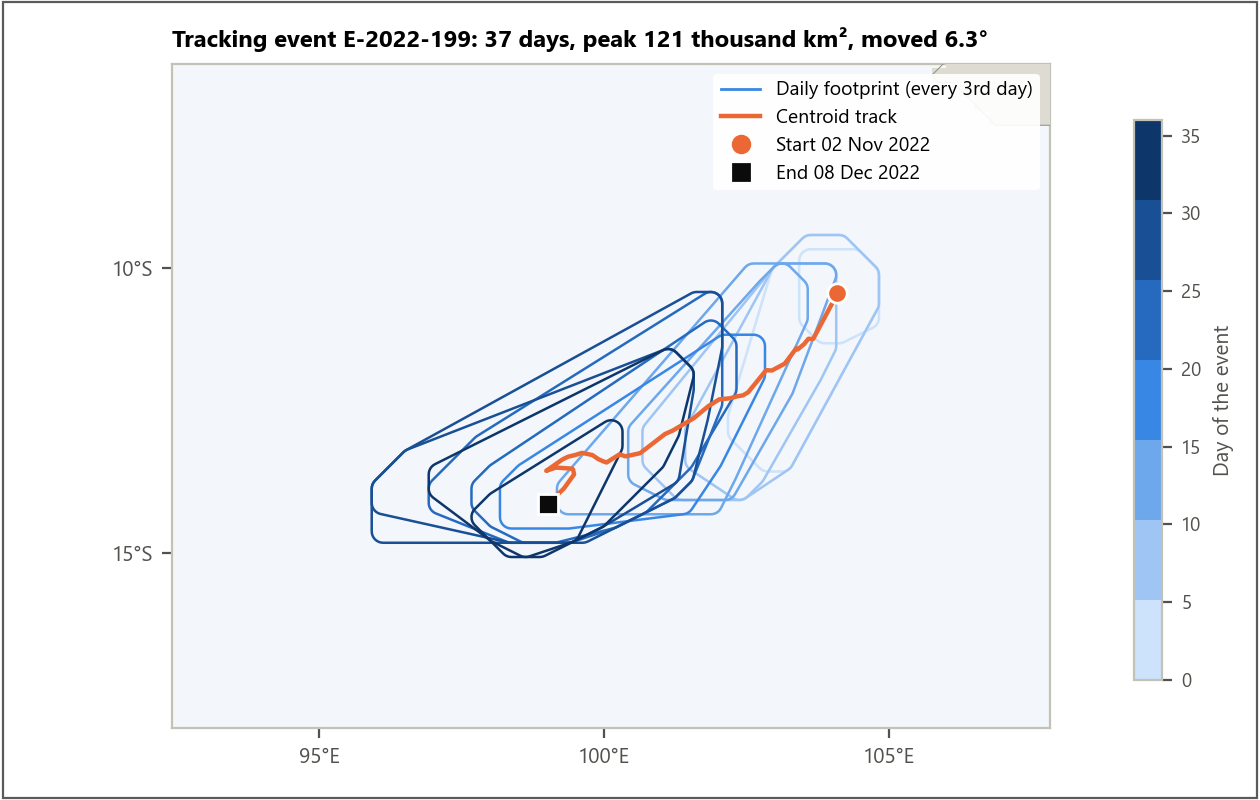 Tracking event E-2022-199: 37 days, peak 121 thousand km², moved 6.3°
Daily footprint (every 3rd day)
Centroid track
Start 02 Nov 2022
End 08 Dec 2022
10°S
15°S
95°E
100°E
105°E
35
30
25
20
15
10
5
0
Day of the event